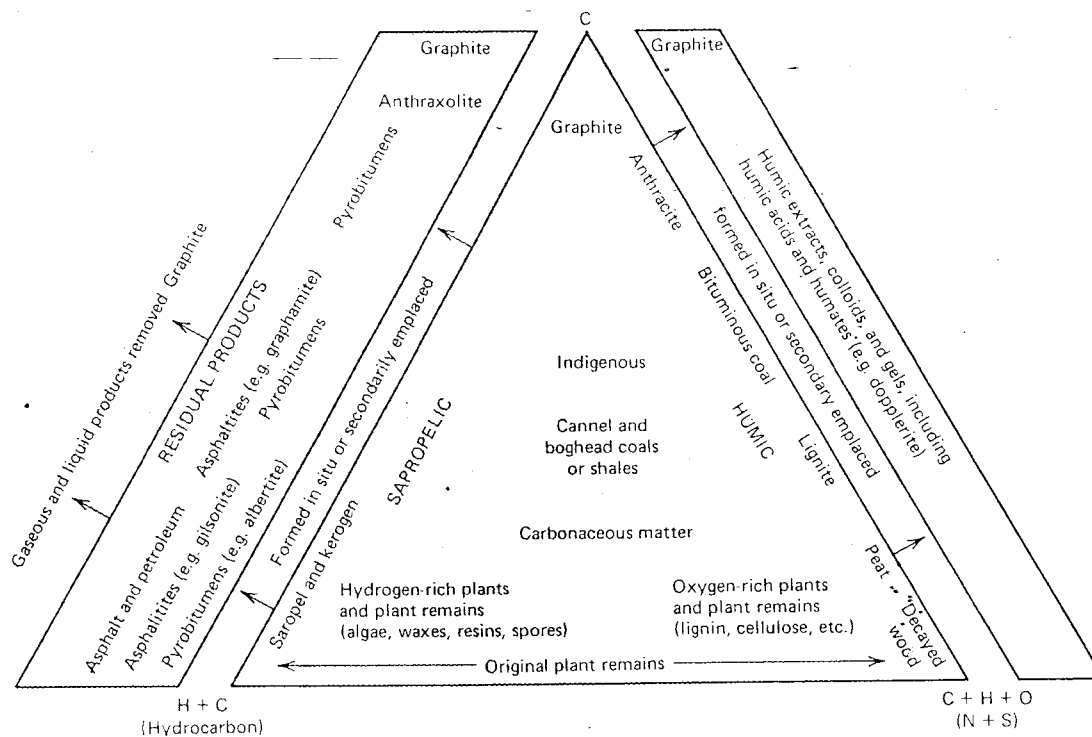 C
Graphite
Anthraxolite
Pyrobitumens
RESIDUAL PRODUCTS
Asphaltites (e.g. graphamite)
Pyrobitumens
Asphalt and petroleum
Asphalitites (e.g. gilsonite)
Pyrobitumens (e.g. albertite)
Gaseous and liquid products removed Graphite
Formed in situ or secondarily emplaced
Saropel and kerogen
SAPROPELIC
Graphite
Indigenous
Cannel and
boghead coals
or shales
Carbonaceous matter
Hydrogen-rich plants
and plant remains
(algae, waxes, resins, spores)
Oxygen-rich plants
and plant remains
(lignin, cellulose, etc.)
Original plant remains
Anthracite
Bituminous coal
HUMIC
Lignite
Peat
"Decayed
wood
formed in situ or secondary emplaced
Graphite
Humic extracts, colloids, and gels, including
humic acids and humates (e.g. dopplerite)
H + C
(Hydrocarbon)
C + H + O
(N + S)